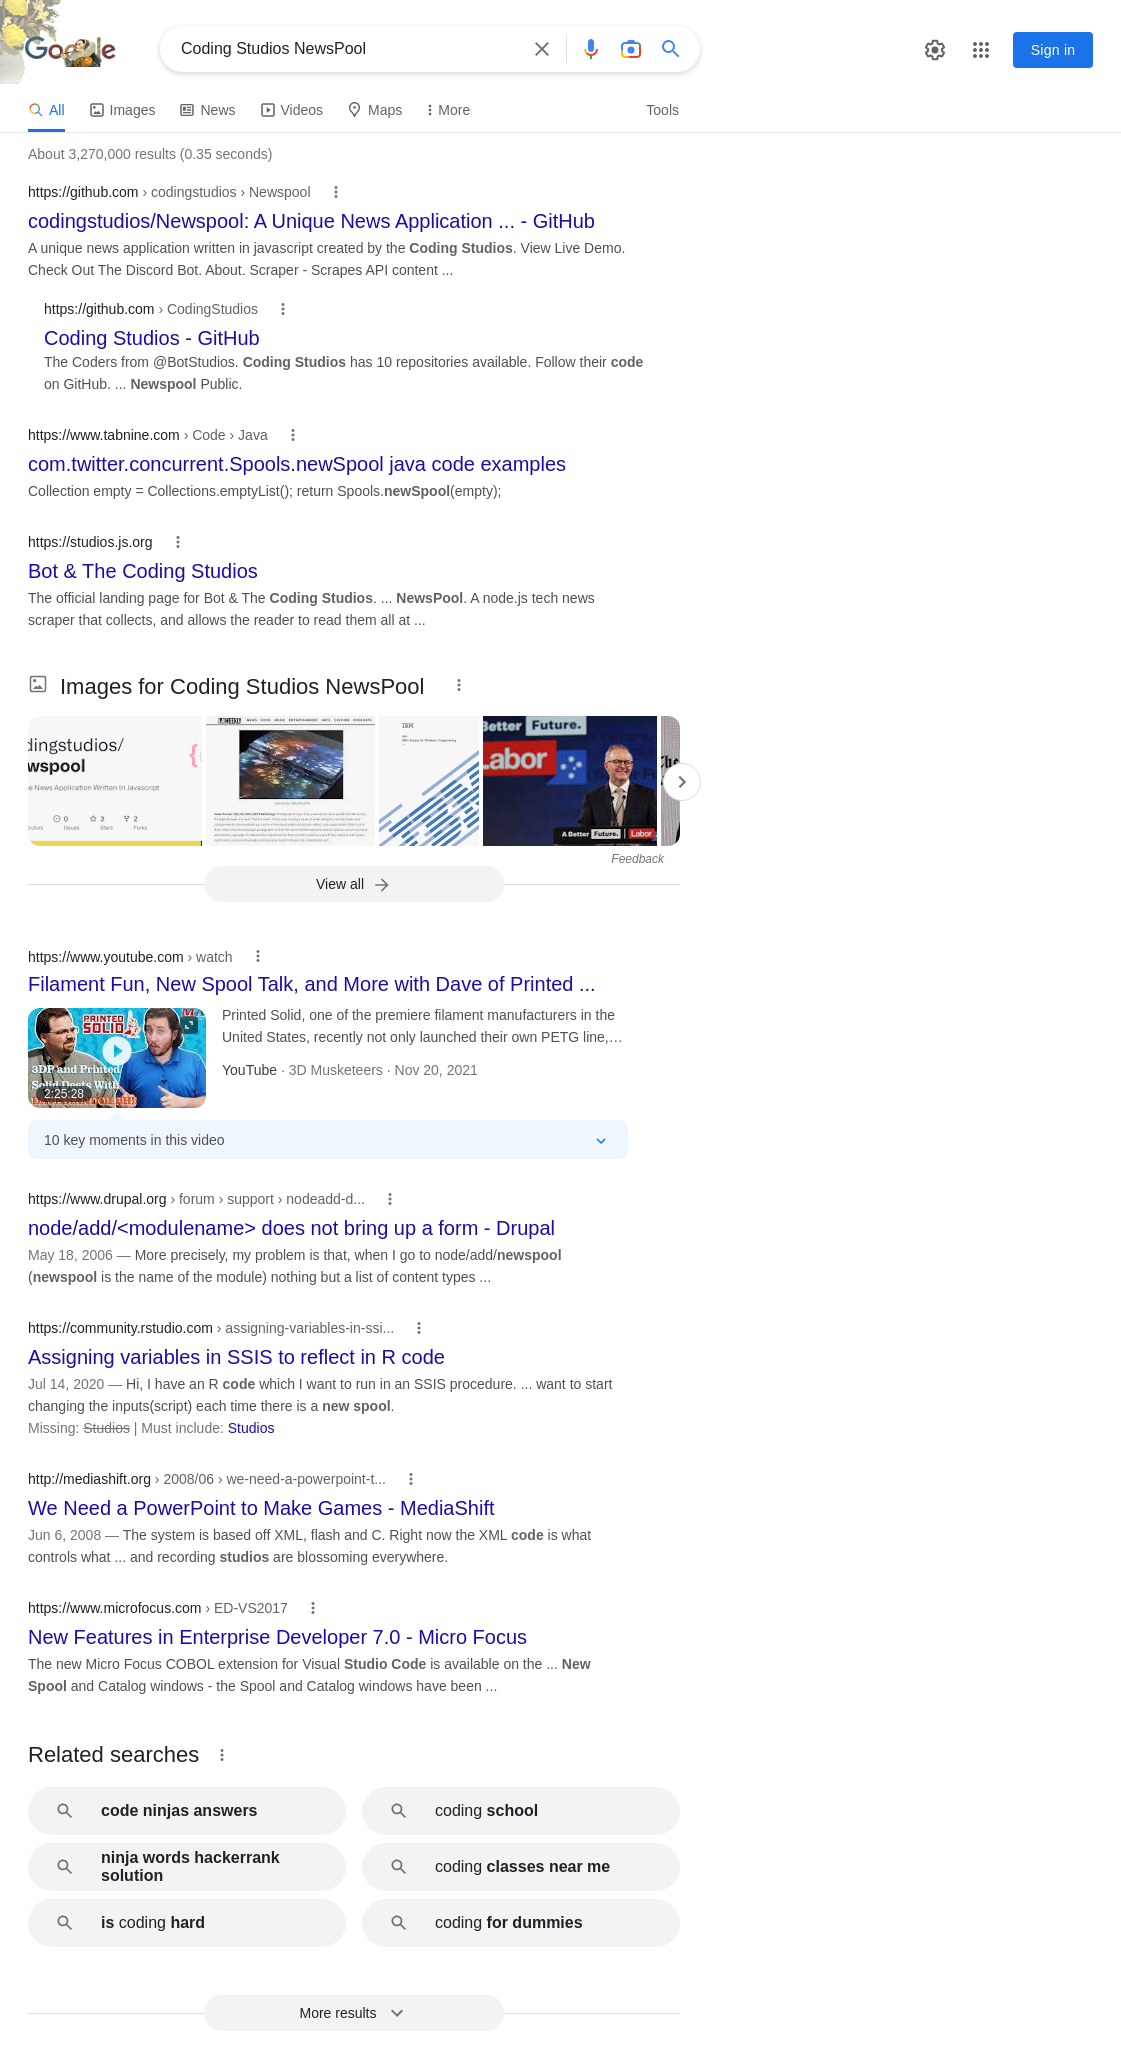 Google
Coding Studios NewsPool
Sign in
All
Images
News
Videos
Maps
More
Tools
About 3,270,000 results (0.35 seconds)
https://github.com › codingstudios › Newspool
codingstudios/Newspool: A Unique News Application ... - GitHub
A unique news application written in javascript created by the Coding Studios. View Live Demo.
Check Out The Discord Bot. About. Scraper - Scrapes API content ...
https://github.com › CodingStudios
Coding Studios - GitHub
The Coders from @BotStudios. Coding Studios has 10 repositories available. Follow their code
on GitHub. ... Newspool Public.
https://www.tabnine.com › Code › Java
com.twitter.concurrent.Spools.newSpool java code examples
Collection empty = Collections.emptyList(); return Spools.newSpool(empty);
https://studios.js.org
Bot & The Coding Studios
The official landing page for Bot & The Coding Studios. ... NewsPool. A node.js tech news
scraper that collects, and allows the reader to read them all at ...
Images for Coding Studios NewsPool
dingstudios/
wspool
e News Application Written In Javascript
0
3
2
Issues
Stars
Forks
IBM
Better Future.
Labor
A Better Future. Labor
Feedback
View all
https://www.youtube.com › watch
Filament Fun, New Spool Talk, and More with Dave of Printed ...
PRINTED
SOLID
3DP and Printed
Solid Deets With
2:25:28
Printed Solid, one of the premiere filament manufacturers in the
United States, recently not only launched their own PETG line,…
YouTube · 3D Musketeers · Nov 20, 2021
10 key moments in this video
https://www.drupal.org › forum › support › nodeadd-d...
node/add/<modulename> does not bring up a form - Drupal
May 18, 2006 — More precisely, my problem is that, when I go to node/add/newspool
(newspool is the name of the module) nothing but a list of content types ...
https://community.rstudio.com › assigning-variables-in-ssi...
Assigning variables in SSIS to reflect in R code
Jul 14, 2020 — Hi, I have an R code which I want to run in an SSIS procedure. ... want to start
changing the inputs(script) each time there is a new spool.
Missing: Studios | Must include: Studios
http://mediashift.org › 2008/06 › we-need-a-powerpoint-t...
We Need a PowerPoint to Make Games - MediaShift
Jun 6, 2008 — The system is based off XML, flash and C. Right now the XML code is what
controls what ... and recording studios are blossoming everywhere.
https://www.microfocus.com › ED-VS2017
New Features in Enterprise Developer 7.0 - Micro Focus
The new Micro Focus COBOL extension for Visual Studio Code is available on the ... New
Spool and Catalog windows - the Spool and Catalog windows have been ...
Related searches
code ninjas answers
coding school
ninja words hackerrank
solution
coding classes near me
is coding hard
coding for dummies
More results